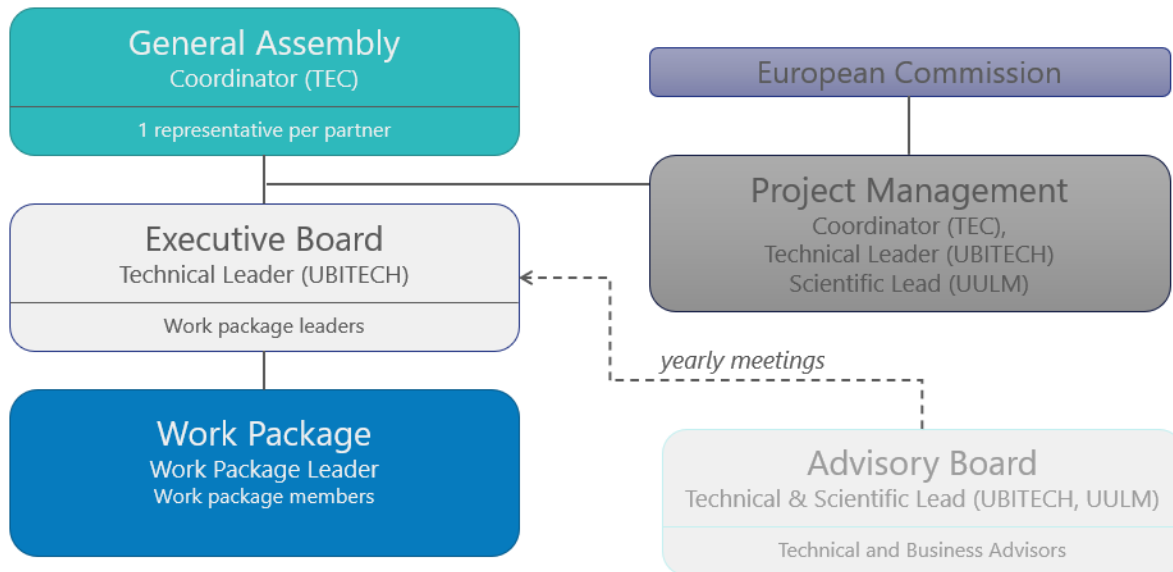 General Assembly
Coordinator (TEC)
1 representative per partner
European Commission
Project Management
Coordinator (TEC),
Technical Leader (UBITECH)
Scientific Lead (UULM)
Executive Board
Technical Leader (UBITECH)
Work package leaders
yearly meetings
Work Package
Work Package Leader
Work package members
Advisory Board
Technical & Scientific Lead (UBITECH, UULM)
Technical and Business Advisors